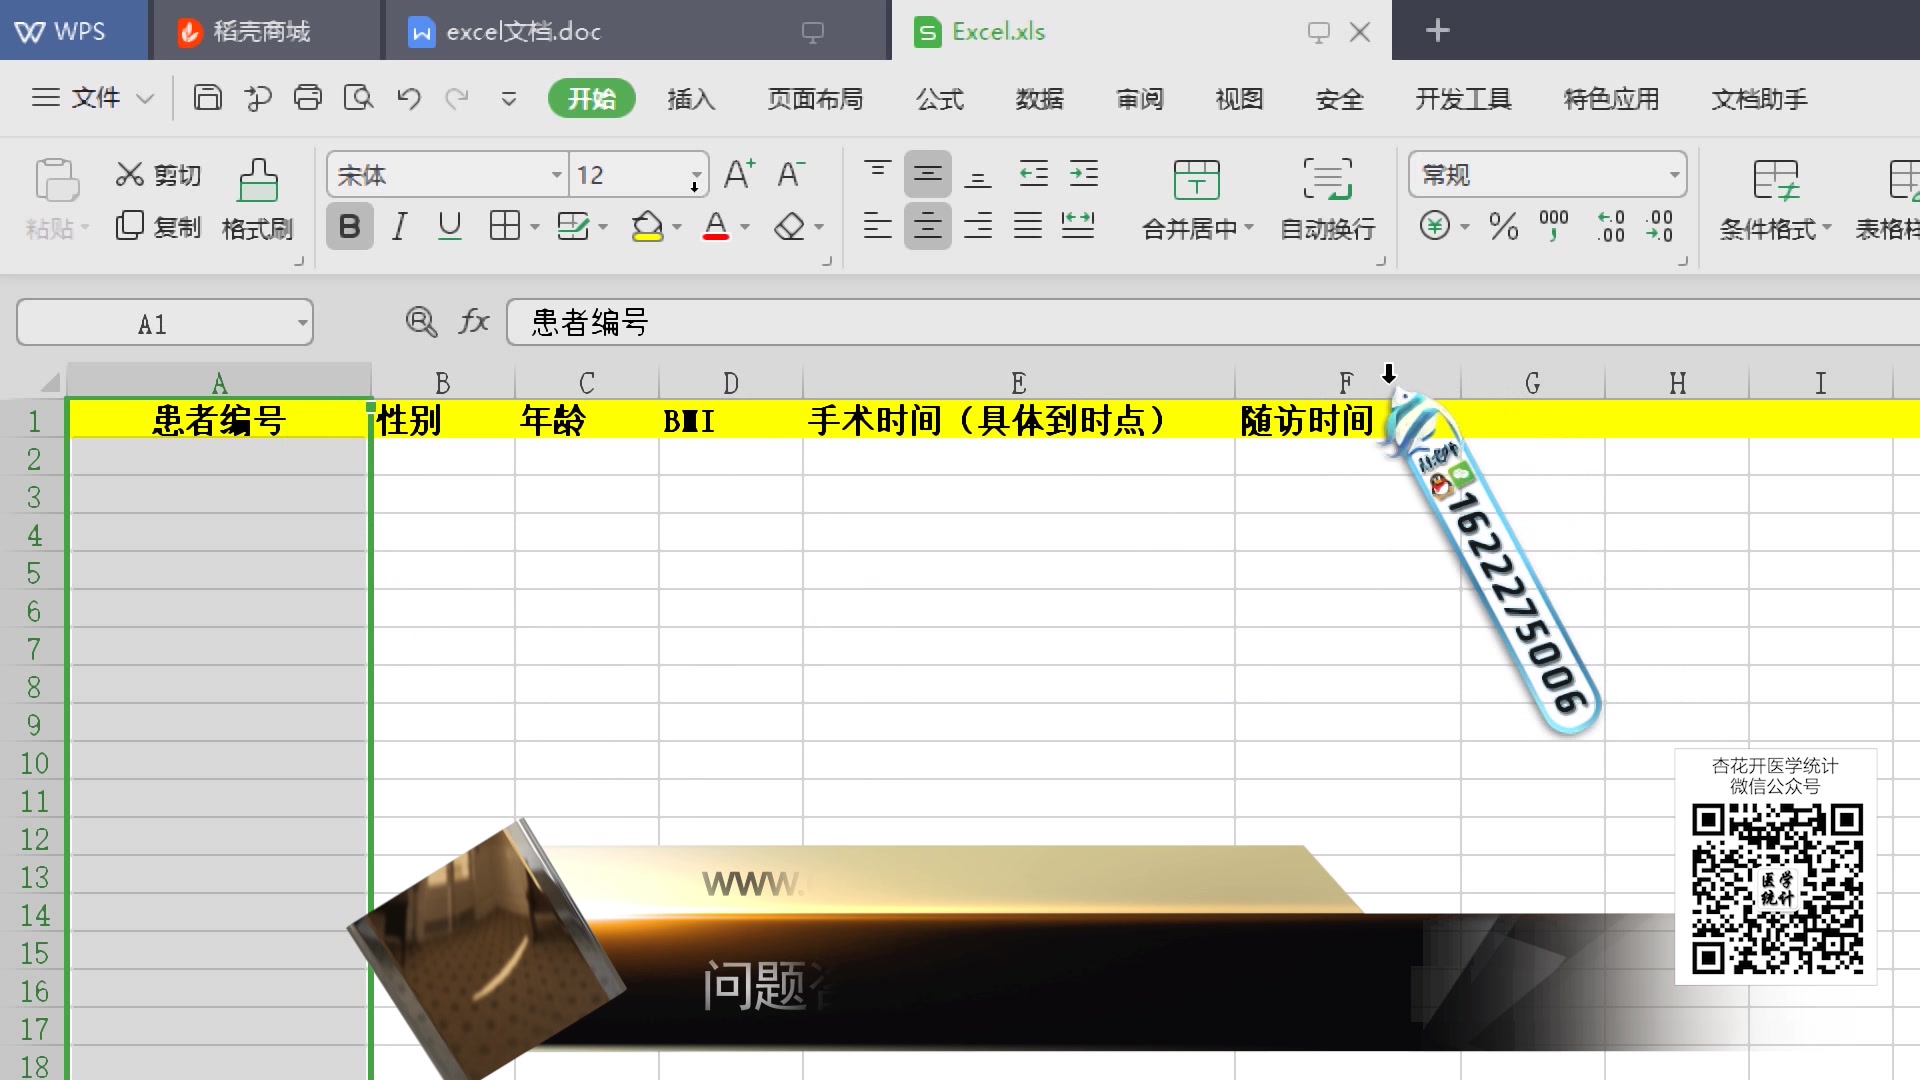 WPS 稻壳商城 excel文档.doc Excel.xls
文件 开始 插入 页面布局 公式 数据 审阅 视图 安全 开发工具 特色应用 文档助手
剪切 宋体 12 A+ A- 常规
粘贴 复制 格式刷 B I U A 合并居中 自动换行 ¥ % 000 条件格式
A1 fx 患者编号
A B C D E F G H I
1 患者编号 性别 年龄 BMI 手术时间（具体到时点） 随访时间
2
3
4
5
6
7
8
9
10
11
12
13
14
15
16
17
18
16222275006
杏花开医学统计
微信公众号
医学
统计
www.
问题